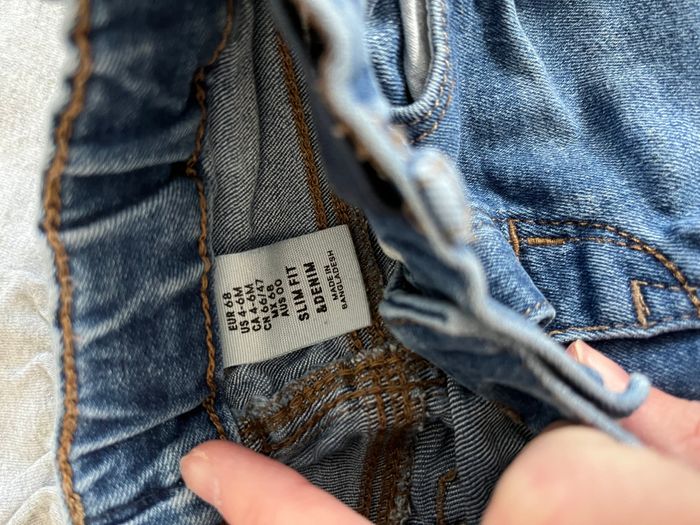 EUR 68
US 4-6M
CA 4-6M
CN 66/47
MX 68
AUS 00
SLIM FIT
&DENIM
MADE IN
BANGLADESH